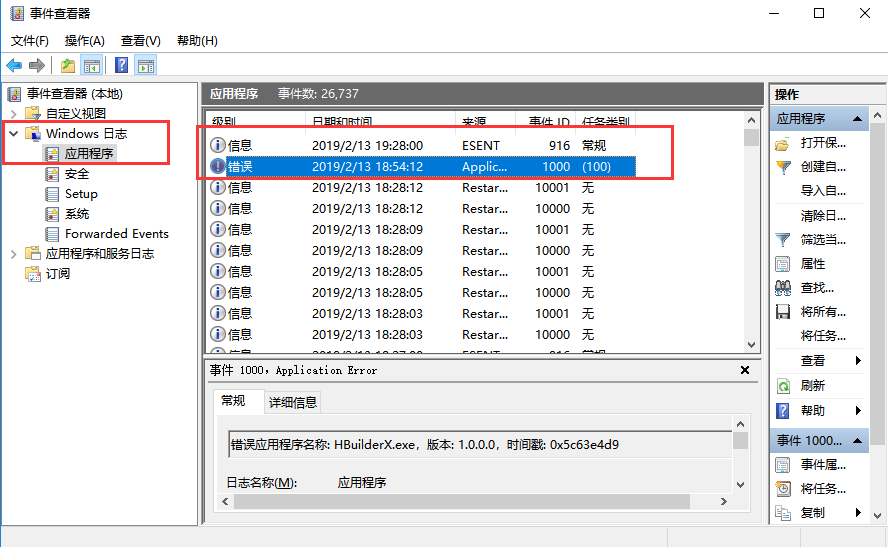 事件查看器
文件(F) 操作(A) 查看(V) 帮助(H)
事件查看器 (本地)
自定义视图
Windows 日志
应用程序
安全
Setup
系统
Forwarded Events
应用程序和服务日志
订阅
应用程序 事件数: 26,737
级别 日期和时间 来源 事件 ID 任务类别
信息 2019/2/13 19:28:00 ESENT 916 常规
错误 2019/2/13 18:54:12 Applic... 1000 (100)
信息 2019/2/13 18:28:12 Restar... 10001 无
信息 2019/2/13 18:28:12 Restar... 10000 无
信息 2019/2/13 18:28:09 Restar... 10001 无
信息 2019/2/13 18:28:09 Restar... 10000 无
信息 2019/2/13 18:28:05 Restar... 10001 无
信息 2019/2/13 18:28:05 Restar... 10000 无
信息 2019/2/13 18:28:03 Restar... 10001 无
信息 2019/2/13 18:28:03 Restar... 10000 无
事件 1000，Application Error
常规 详细信息
错误应用程序名称: HBuilderX.exe，版本: 1.0.0.0，时间戳: 0x5c63e4d9
日志名称(M): 应用程序
操作
应用程序
打开保...
创建自...
导入自...
清除日...
筛选当...
属性
查找...
将所有...
将任务...
查看
刷新
帮助
事件 1000...
事件属...
将任务...
复制